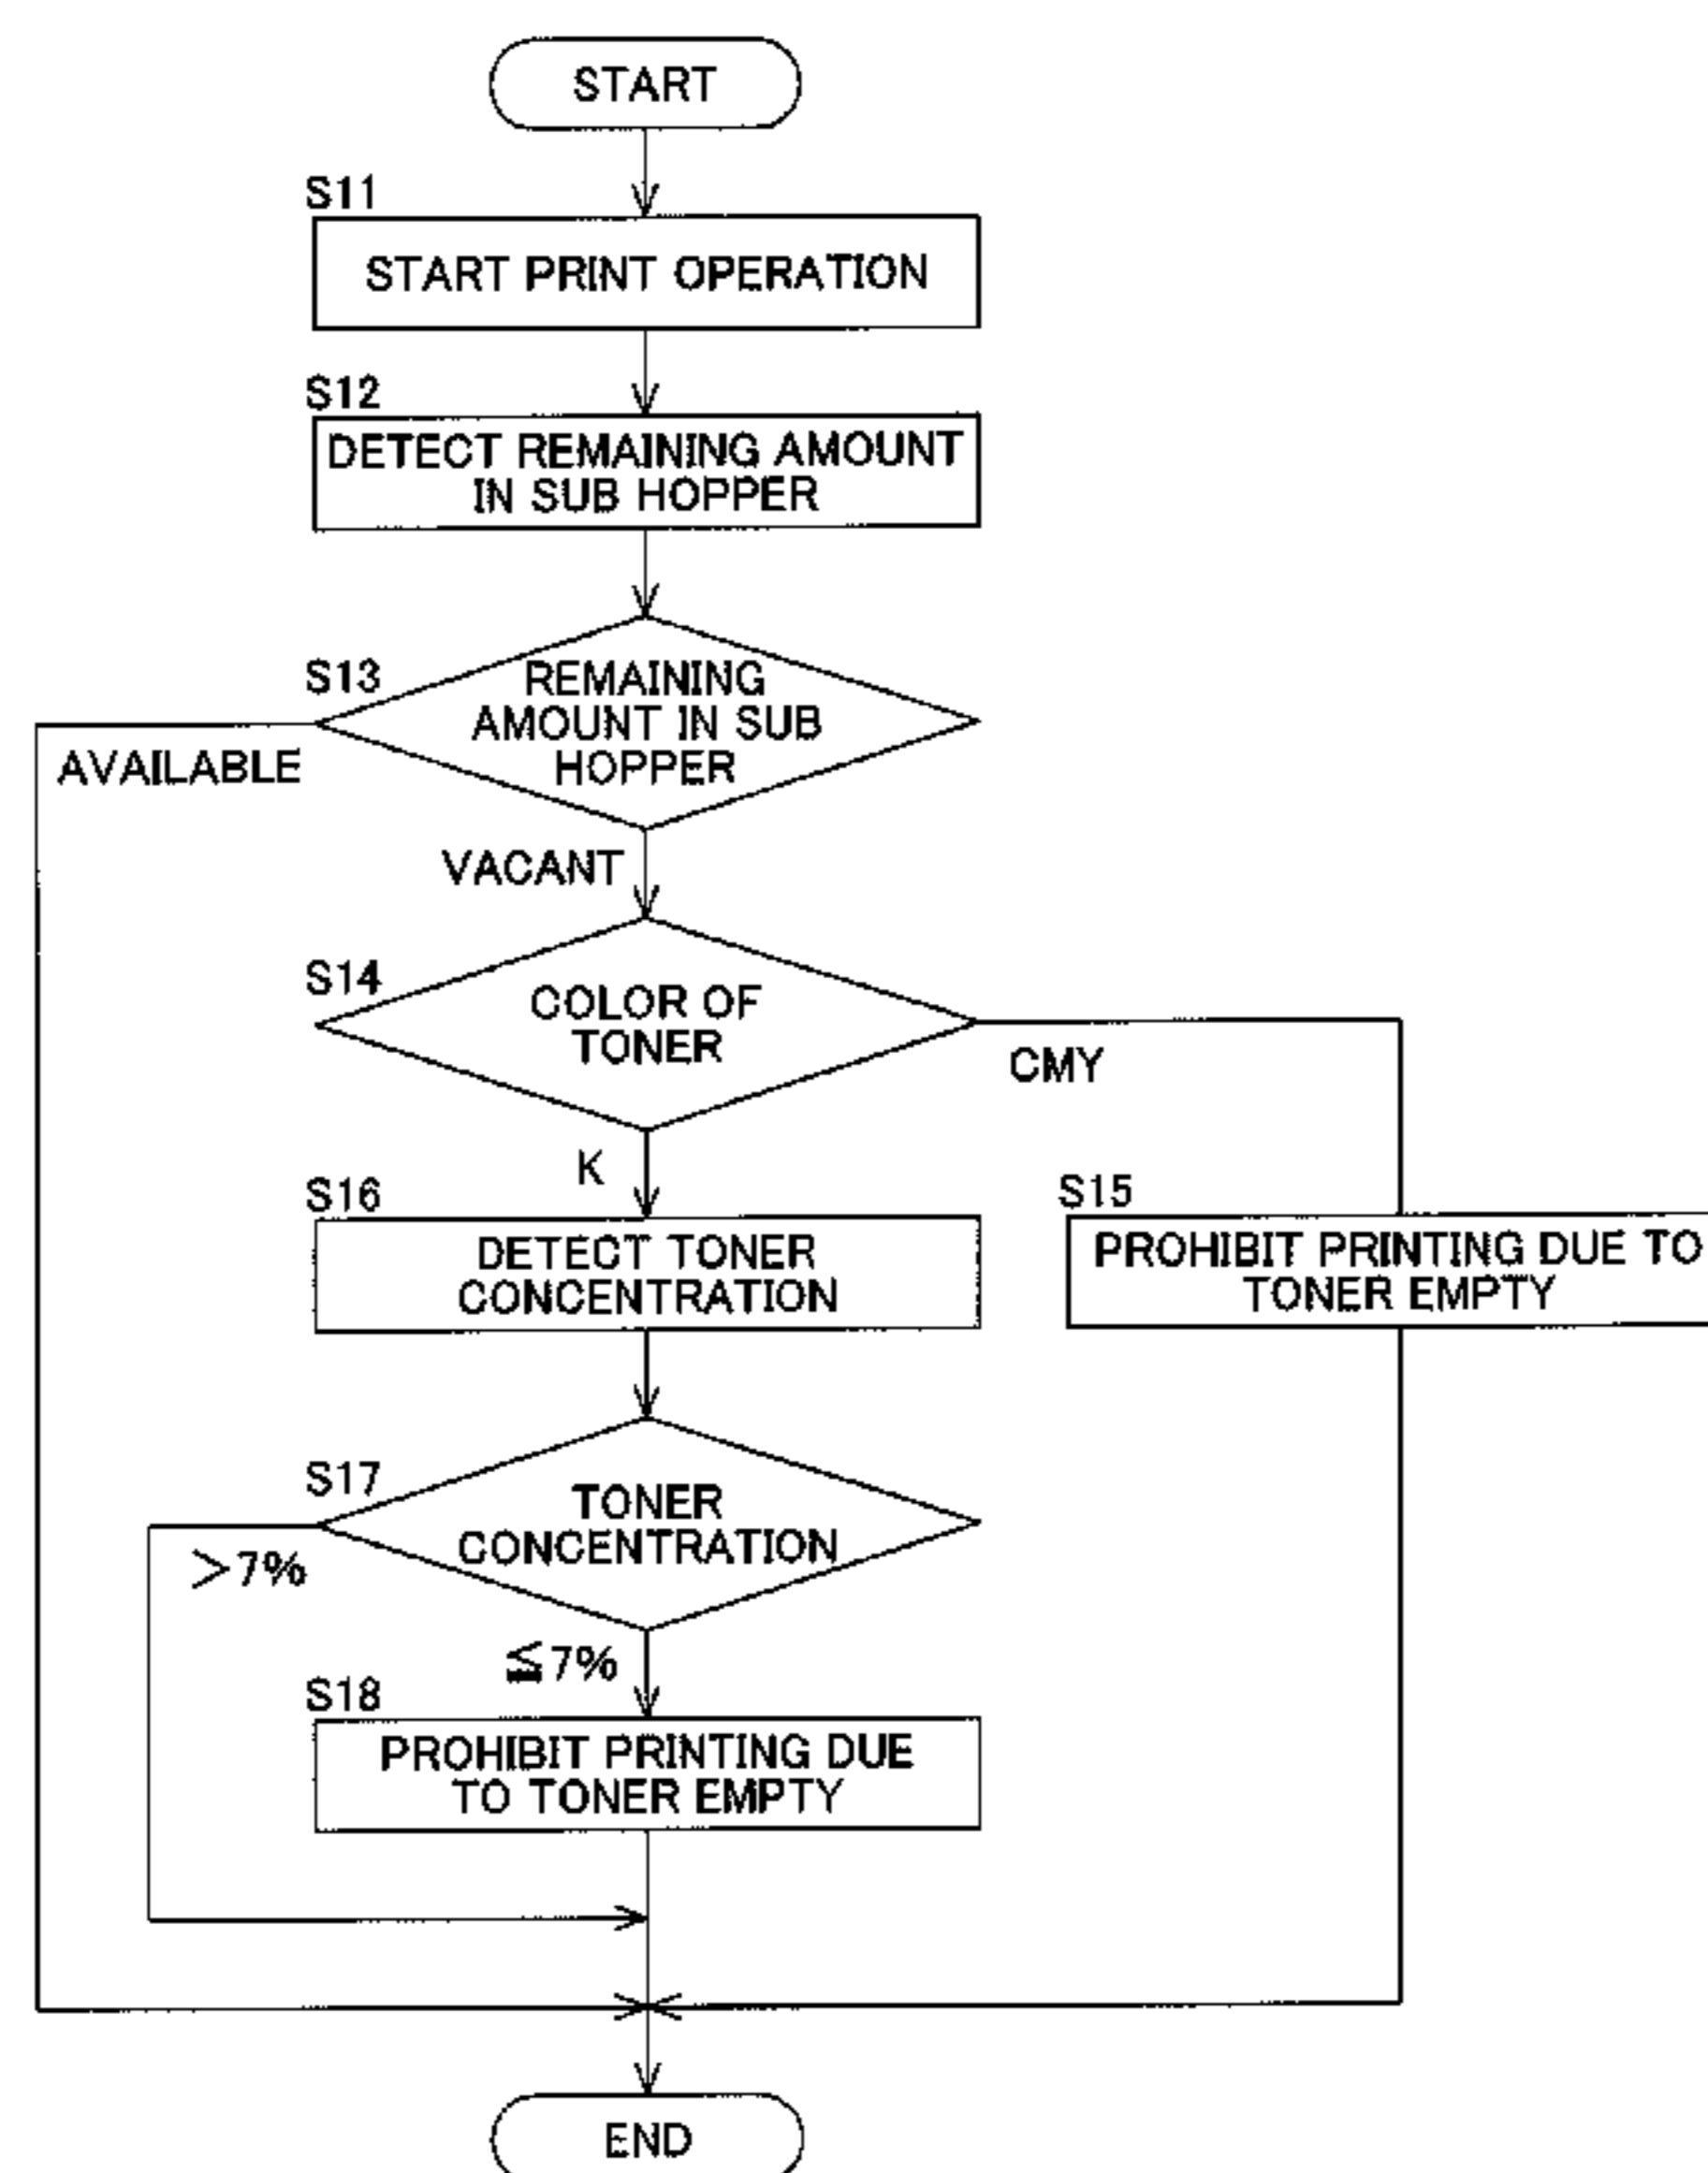 START
S11
START PRINT OPERATION
S12
DETECT REMAINING AMOUNT
IN SUB HOPPER
S13
REMAINING
AMOUNT IN SUB
HOPPER
AVAILABLE
VACANT
S14
COLOR OF
TONER
CMY
K
S16
DETECT TONER
CONCENTRATION
S15
PROHIBIT PRINTING DUE TO
TONER EMPTY
S17
TONER
CONCENTRATION
>7%
≦7%
S18
PROHIBIT PRINTING DUE
TO TONER EMPTY
END